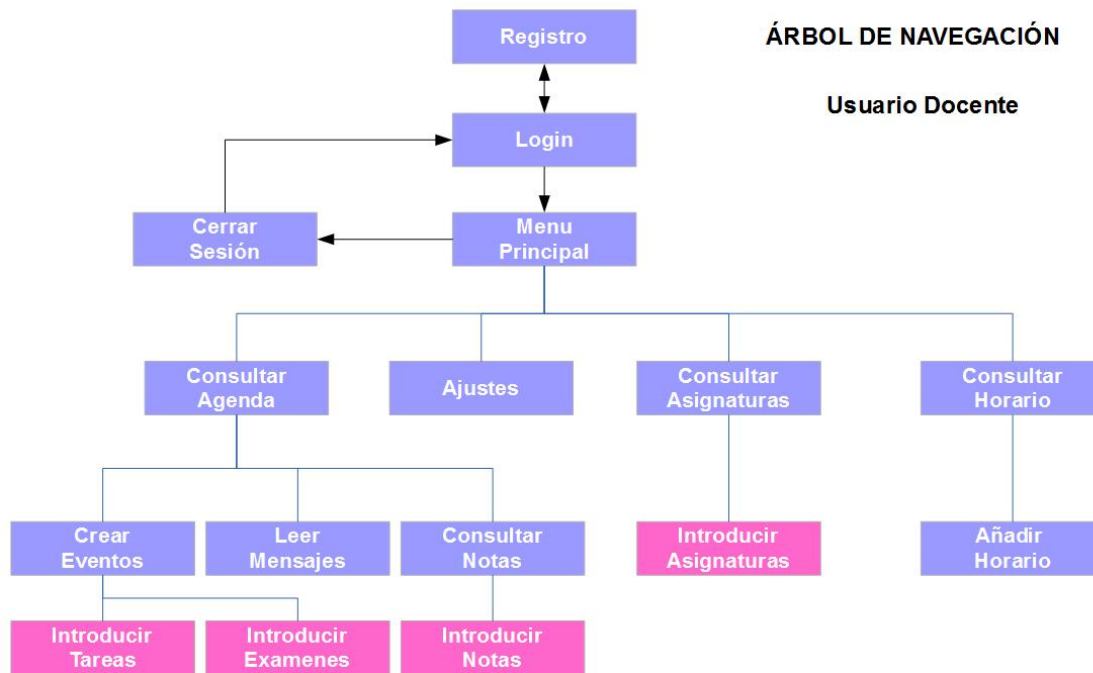 Registro
ÁRBOL DE NAVEGACIÓN
Usuario Docente
Login
Cerrar
Sesión
Menu
Principal
Consultar
Agenda
Ajustes
Consultar
Asignaturas
Consultar
Horario
Crear
Eventos
Leer
Mensajes
Consultar
Notas
Introducir
Asignaturas
Añadir
Horario
Introducir
Tareas
Introducir
Examenes
Introducir
Notas